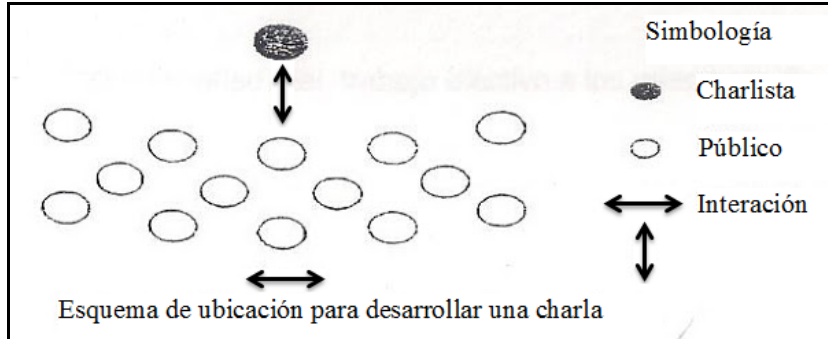 Simbología
Charlista
Público
Interación
Esquema de ubicación para desarrollar una charla